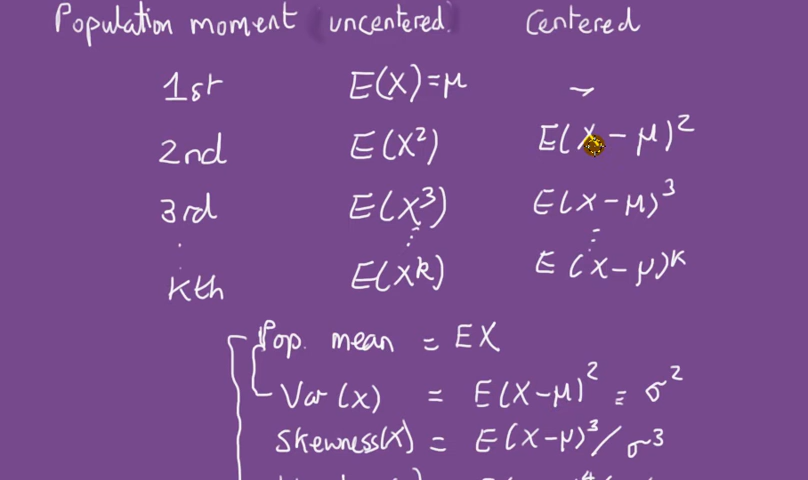 Population moment (uncentered) Centered
1st E(X)=μ –
2nd E(X²) E(X-μ)²
3rd E(X³) E(X-μ)³
kth E(Xk) E(X-μ)k
Pop. mean = EX
Var(x) = E(X-μ)² = σ²
Skewness(x) = E(X-μ)³/σ³